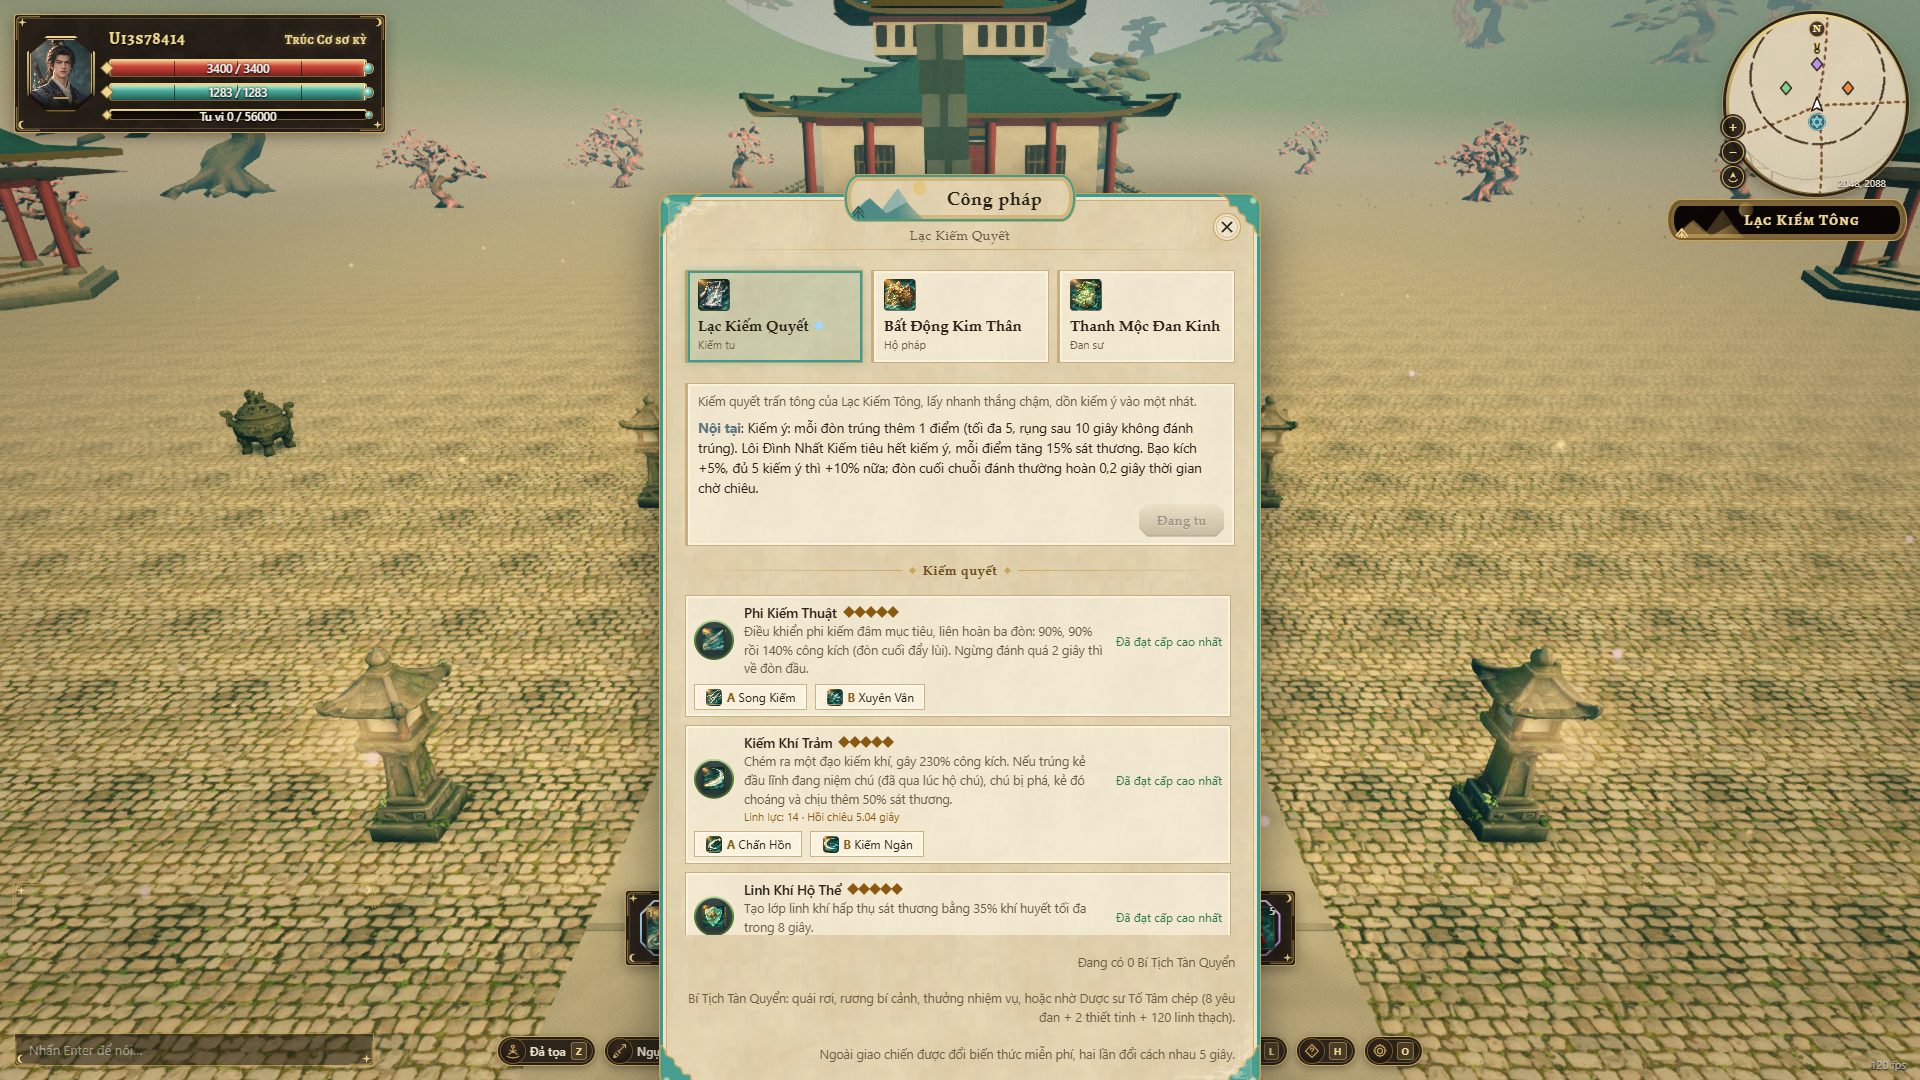 U13S78414
Trúc Cơ sơ kỳ
3400 / 3400
1283 / 1283
Tu vi 0 / 56000
N
+
−
2048, 2088
Lạc Kiếm Tông
Công pháp
Lạc Kiếm Quyết
Lạc Kiếm Quyết
Kiếm tu
Bất Động Kim Thân
Hộ pháp
Thanh Mộc Đan Kinh
Đan sư
Kiếm quyết trấn tông của Lạc Kiếm Tông, lấy nhanh thắng chậm, dồn kiếm ý vào một nhát.
Nội tại: Kiếm ý: mỗi đòn trúng thêm 1 điểm (tối đa 5, rụng sau 10 giây không đánh
trúng). Lôi Đình Nhất Kiếm tiêu hết kiếm ý, mỗi điểm tăng 15% sát thương. Bạo kích
+5%, đủ 5 kiếm ý thì +10% nữa; đòn cuối chuỗi đánh thường hoàn 0,2 giây thời gian
chờ chiêu.
Đang tu
Kiếm quyết
Phi Kiếm Thuật
Điều khiển phi kiếm đâm mục tiêu, liên hoàn ba đòn: 90%, 90%
rồi 140% công kích (đòn cuối đẩy lùi). Ngừng đánh quá 2 giây thì
về đòn đầu.
Đã đạt cấp cao nhất
A Song Kiếm
B Xuyên Vân
Kiếm Khí Trảm
Chém ra một đạo kiếm khí, gây 230% công kích. Nếu trúng kẻ
đầu lĩnh đang niệm chú (đã qua lúc hộ chú), chú bị phá, kẻ đó
choáng và chịu thêm 50% sát thương.
Linh lực: 14 · Hồi chiêu 5.04 giây
Đã đạt cấp cao nhất
A Chấn Hồn
B Kiếm Ngân
Linh Khí Hộ Thể
Tạo lớp linh khí hấp thụ sát thương bằng 35% khí huyết tối đa
trong 8 giây.
Đã đạt cấp cao nhất
5
Đang có 0 Bí Tịch Tàn Quyển
Bí Tịch Tàn Quyển: quái rơi, rương bí cảnh, thưởng nhiệm vụ, hoặc nhờ Dược sư Tố Tâm chép (8 yêu
đan + 2 thiết tinh + 120 linh thạch).
Ngoài giao chiến được đổi biến thức miễn phí, hai lần đổi cách nhau 5 giây.
Nhấn Enter để nói...
Đả tọa Z
Ngự
L
H
O
120 fps